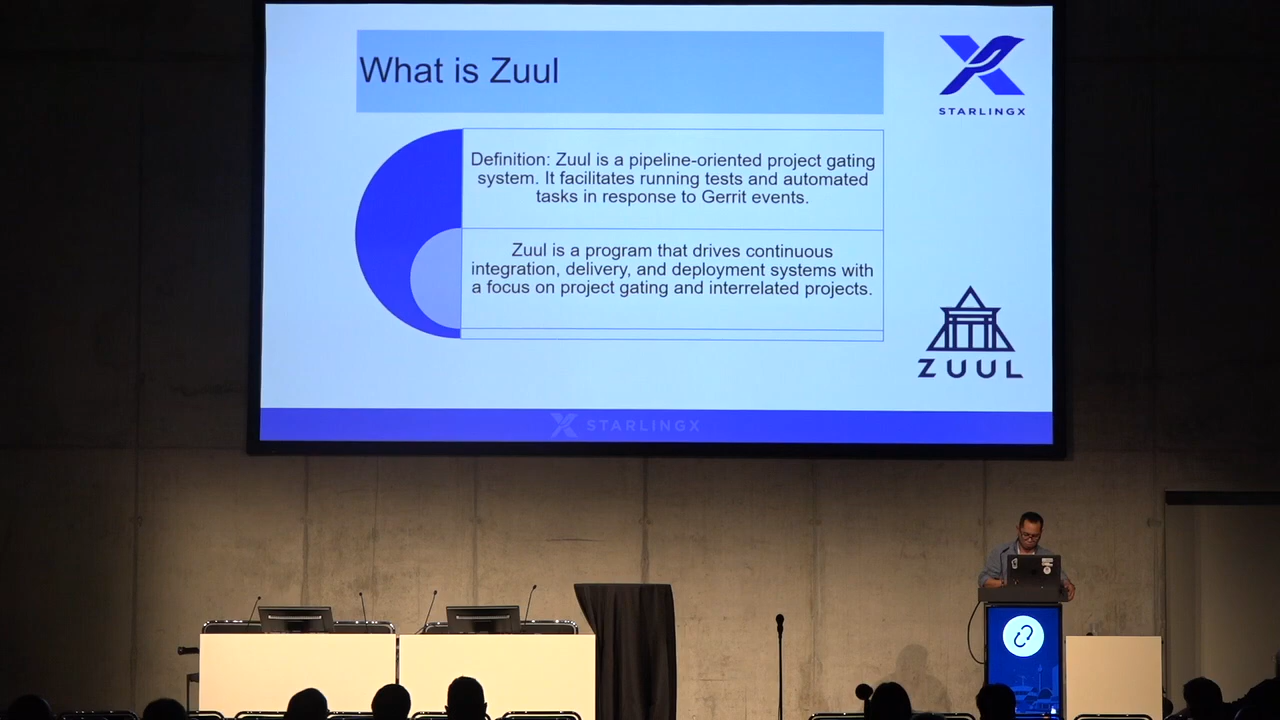 What is Zuul
STARLINGX
Definition: Zuul is a pipeline-oriented project gating
system. It facilitates running tests and automated
tasks in response to Gerrit events.
Zuul is a program that drives continuous
integration, delivery, and deployment systems with
a focus on project gating and interrelated projects.
ZUUL
STARLINGX